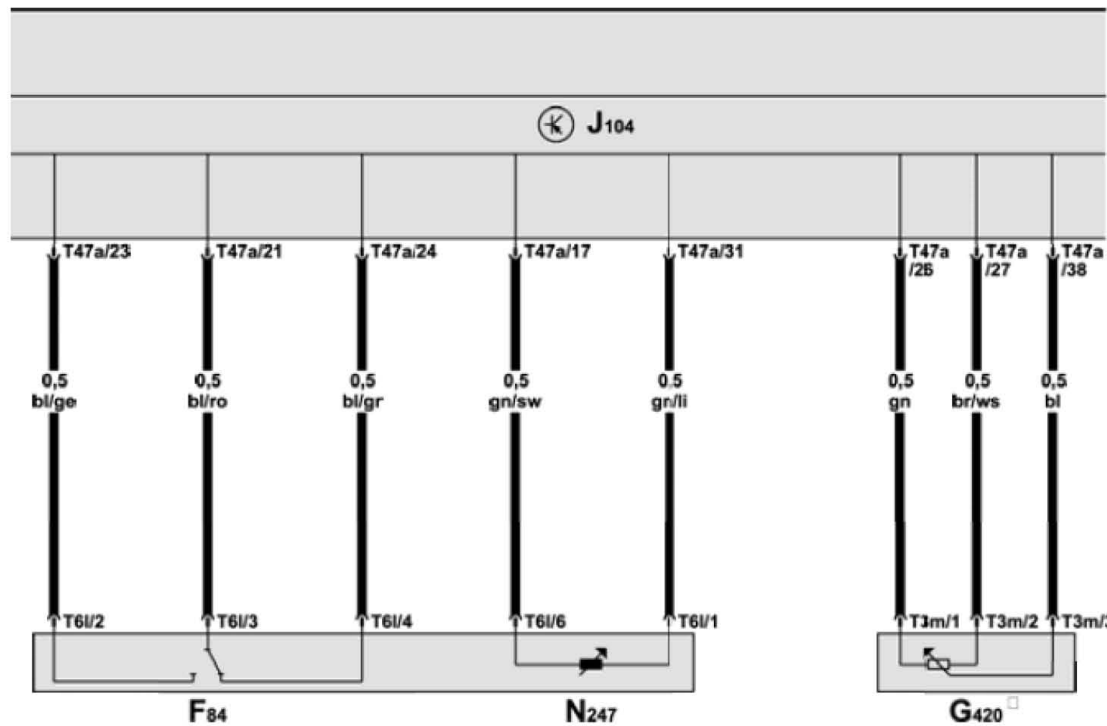 J104
T47a/23 T47a/21 T47a/24 T47a/17 T47a/31 T47a T47a T47a
/26 /27 /38
0,5 0,5 0,5 0,5 0.5 0,5 0,5 0,5
bl/ge bl/ro bl/gr gn/sw gn/li gn br/ws bl
T6l/2 T6l/3 T6l/4 T6l/6 T6l/1 T3m/1 T3m/2 T3m/3
F84 N247 G420